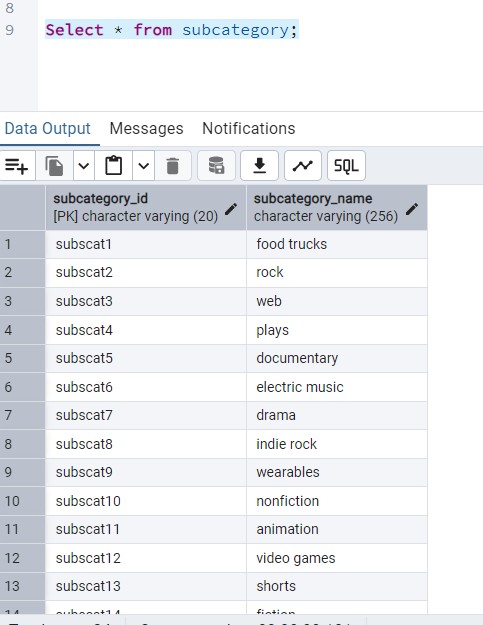 8
9 Select * from subcategory;
Data Output Messages Notifications
SQL
subcategory_id subcategory_name
[PK] character varying (20) character varying (256)
1 subscat1 food trucks
2 subscat2 rock
3 subscat3 web
4 subscat4 plays
5 subscat5 documentary
6 subscat6 electric music
7 subscat7 drama
8 subscat8 indie rock
9 subscat9 wearables
10 subscat10 nonfiction
11 subscat11 animation
12 subscat12 video games
13 subscat13 shorts
14 subscat14 fiction